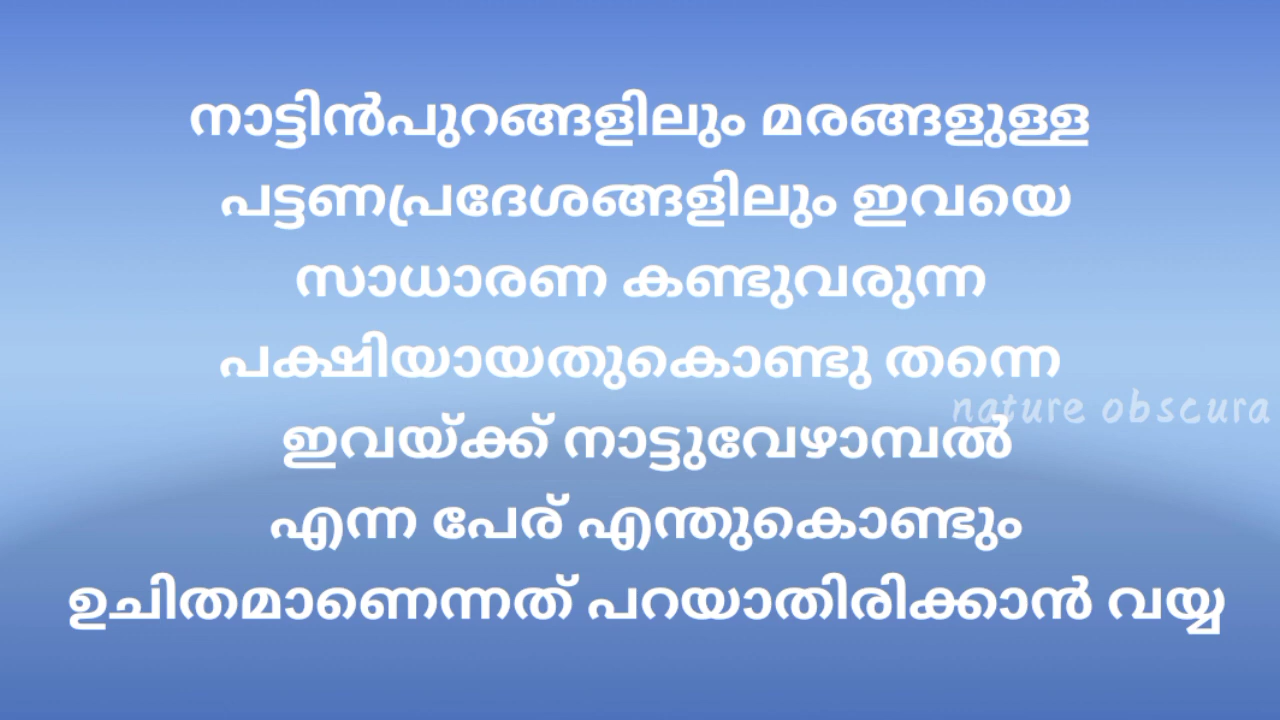 നാട്ടിൻപുറങ്ങളിലും മരങ്ങളുള്ള
പട്ടണപ്രദേശങ്ങളിലും ഇവയെ
സാധാരണ കണ്ടുവരുന്ന
പക്ഷിയായതുകൊണ്ടു തന്നെ
nature obscura
ഇവയ്ക്ക് നാട്ടുവേഴാമ്പൽ
എന്ന പേര് എന്തുകൊണ്ടും
ഉചിതമാണെന്നത് പറയാതിരിക്കാൻ വയ്യ